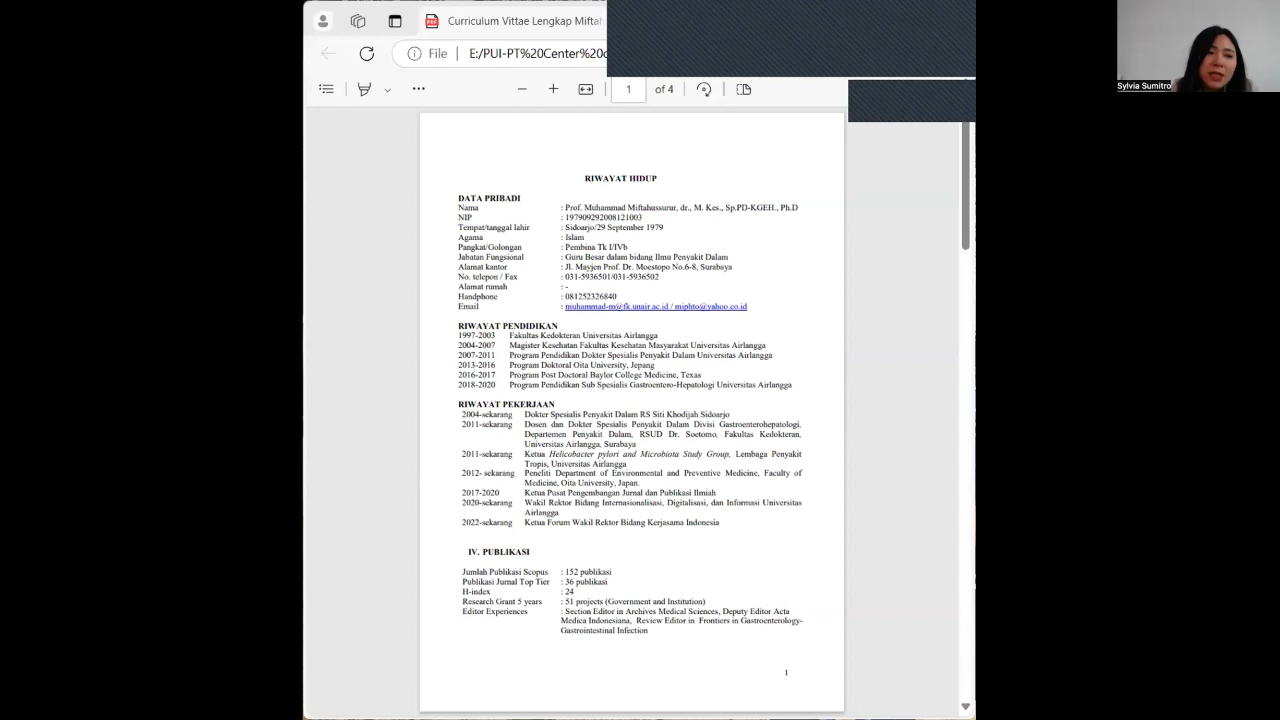 Curriculum Vittae Lengkap Miftah
File E:/PUI-PT%20Center%20
1 of 4
Sylvia Sumitro
RIWAYAT HIDUP
DATA PRIBADI
Nama : Prof. Muhammad Miftahussurur, dr., M. Kes., Sp.PD-KGEH., Ph.D
NIP : 197909292008121003
Tempat/tanggal lahir : Sidoarjo/29 September 1979
Agama : Islam
Pangkat/Golongan : Pembina Tk I/IVb
Jabatan Fungsional : Guru Besar dalam bidang Ilmu Penyakit Dalam
Alamat kantor : Jl. Mayjen Prof. Dr. Moestopo No.6-8, Surabaya
No. telepon / Fax : 031-5936501/031-5936502
Alamat rumah : -
Handphone : 081252326840
Email : muhammad-m@fk.unair.ac.id / miphto@yahoo.co.id
RIWAYAT PENDIDIKAN
1997-2003 Fakultas Kedokteran Universitas Airlangga
2004-2007 Magister Kesehatan Fakultas Kesehatan Masyarakat Universitas Airlangga
2007-2011 Program Pendidikan Dokter Spesialis Penyakit Dalam Universitas Airlangga
2013-2016 Program Doktoral Oita University, Jepang
2016-2017 Program Post Doctoral Baylor College Medicine, Texas
2018-2020 Program Pendidikan Sub Spesialis Gastroentero-Hepatologi Universitas Airlangga
RIWAYAT PEKERJAAN
2004-sekarang Dokter Spesialis Penyakit Dalam RS Siti Khodijah Sidoarjo
2011-sekarang Dosen dan Dokter Spesialis Penyakit Dalam Divisi Gastroenterohepatologi,
Departemen Penyakit Dalam, RSUD Dr. Soetomo, Fakultas Kedokteran,
Universitas Airlangga, Surabaya
2011-sekarang Ketua Helicobacter pylori and Microbiota Study Group, Lembaga Penyakit
Tropis, Universitas Airlangga
2012- sekarang Peneliti Department of Environmental and Preventive Medicine, Faculty of
Medicine, Oita University, Japan.
2017-2020 Ketua Pusat Pengembangan Jurnal dan Publikasi Ilmiah
2020-sekarang Wakil Rektor Bidang Internasionalisasi, Digitalisasi, dan Informasi Universitas
Airlangga
2022-sekarang Ketua Forum Wakil Rektor Bidang Kerjasama Indonesia
IV. PUBLIKASI
Jumlah Publikasi Scopus : 152 publikasi
Publikasi Jurnal Top Tier : 36 publikasi
H-index : 24
Research Grant 5 years : 51 projects (Government and Institution)
Editor Experiences : Section Editor in Archives Medical Sciences, Deputy Editor Acta
Medica Indonesiana, Review Editor in Frontiers in Gastroenterology-
Gastrointestinal Infection
1